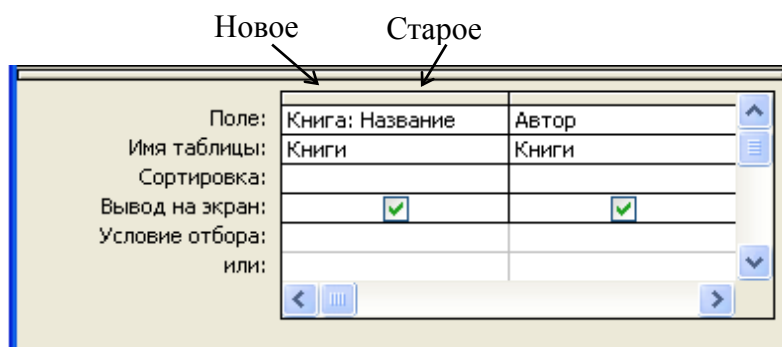 Новое Старое
Поле: Книга: Название Автор
Имя таблицы: Книги Книги
Сортировка:
Вывод на экран:
Условие отбора:
или: